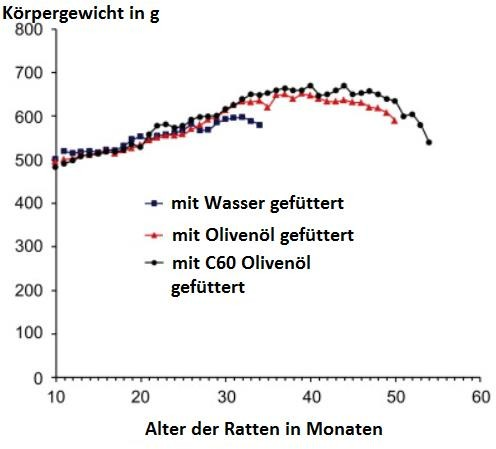 Körpergewicht in g
800
700
600
500
400
300
200
100
0
mit Wasser gefüttert
mit Olivenöl gefüttert
mit C60 Olivenöl
gefüttert
10 20 30 40 50 60
Alter der Ratten in Monaten